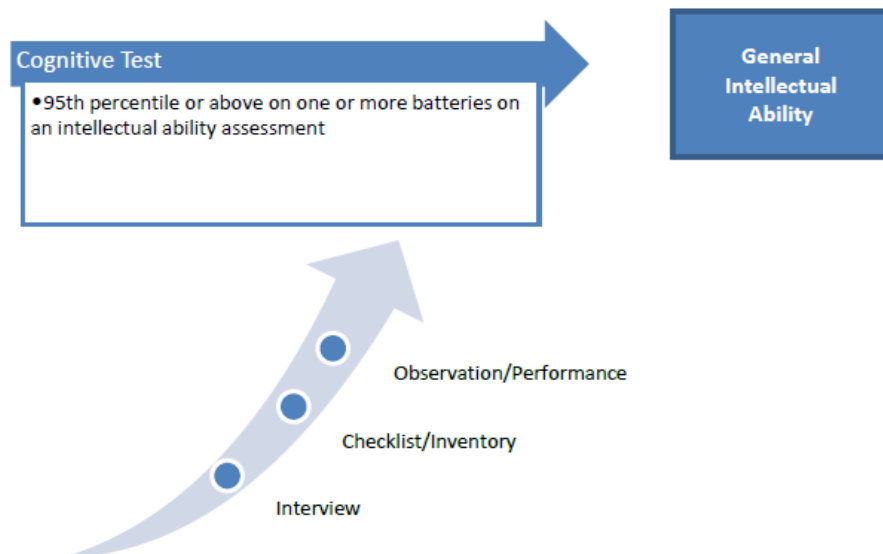 Cognitive Test
•95th percentile or above on one or more batteries on
an intellectual ability assessment
General
Intellectual
Ability
Observation/Performance
Checklist/Inventory
Interview